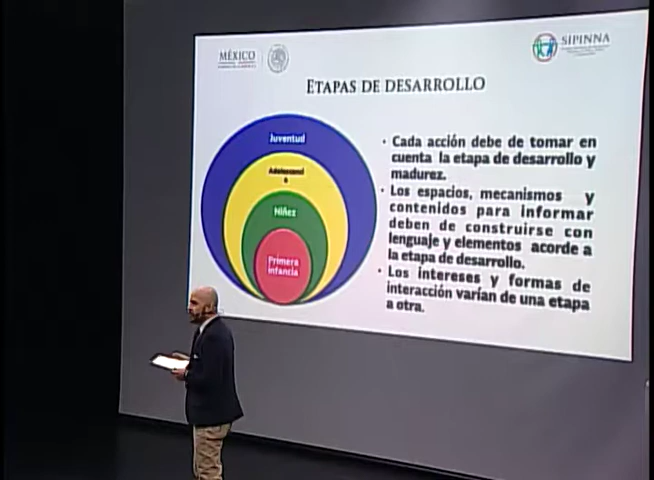 MÉXICO
SIPINNA
ETAPAS DE DESARROLLO
Juventud
Adolescenci
a
Niñez
Primera
infancia
• Cada acción debe de tomar en
cuenta la etapa de desarrollo y
madurez.
• Los espacios, mecanismos y
contenidos para informar
deben de construirse con
lenguaje y elementos acorde a
la etapa de desarrollo.
• Los intereses y formas de
interacción varían de una etapa
a otra.